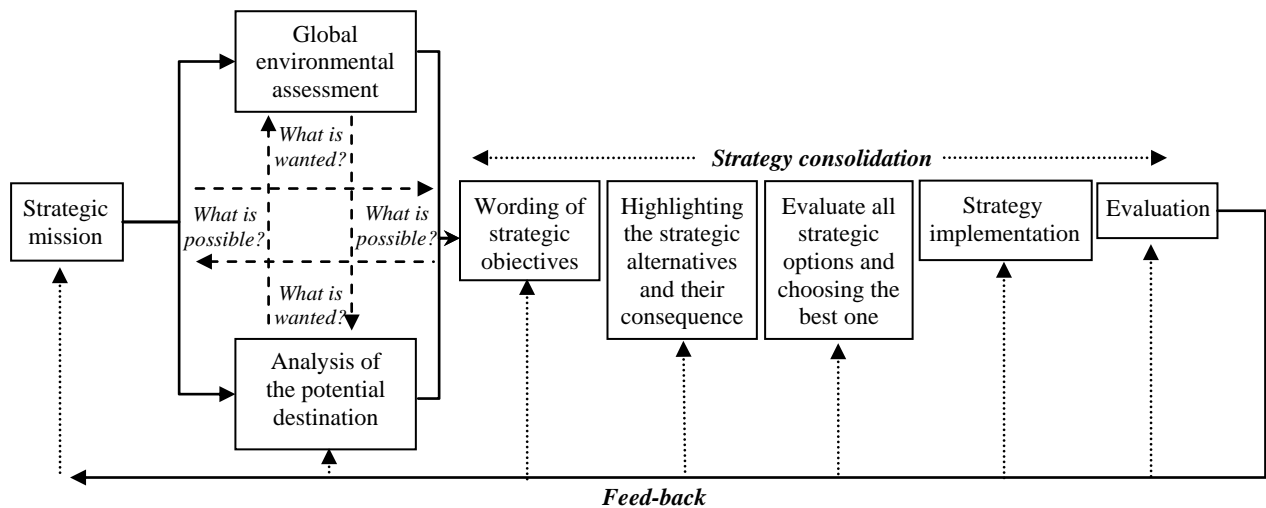 Global
environmental
assessment
What is
wanted?
Strategy consolidation
Strategic
mission
What is
possible?
What is
possible?
Wording of
strategic
objectives
Highlighting
the strategic
alternatives
and their
consequence
Evaluate all
strategic
options and
choosing the
best one
Strategy
implementation
Evaluation
What is
wanted?
Analysis of
the potential
destination
Feed-back